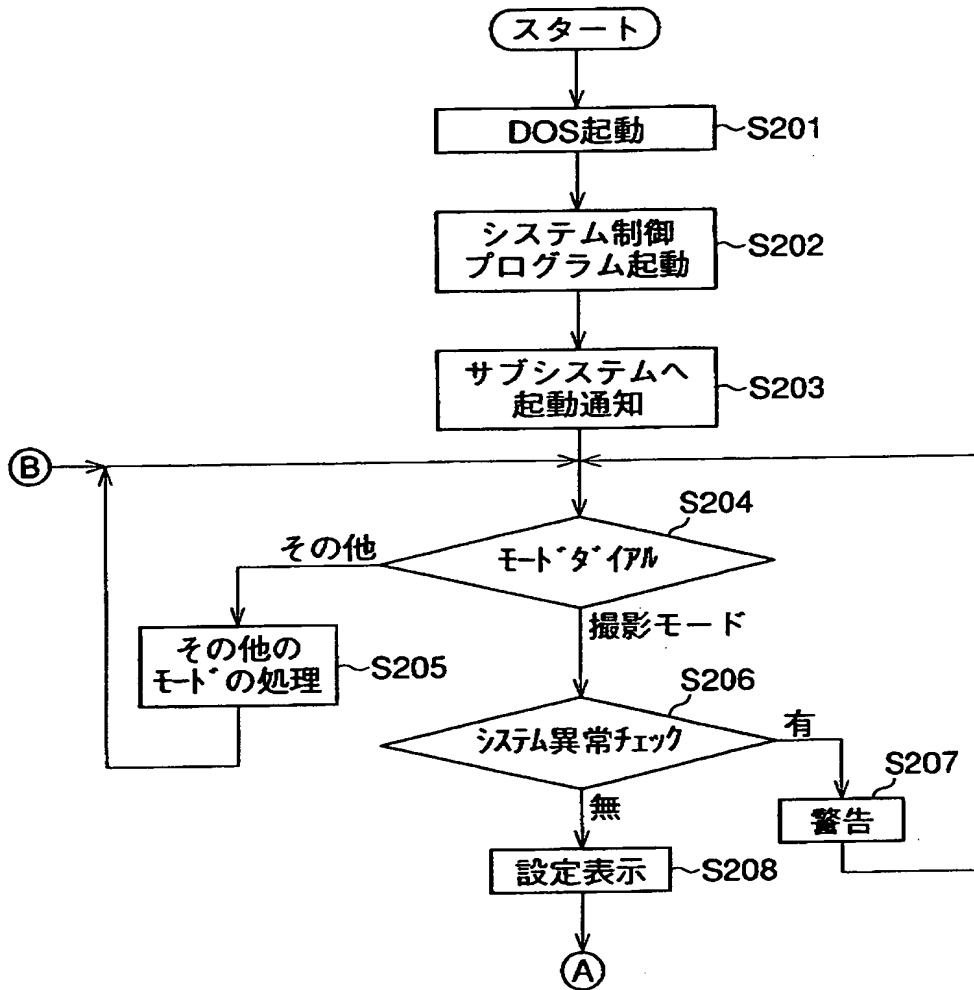 スタート
DOS起動
S201
システム制御
プログラム起動
S202
サブシステムへ
起動通知
S203
B
S204
モードダイアル
その他
撮影モード
その他の
モードの処理
S205
S206
システム異常チェック
有
S207
警告
無
設定表示
S208
A